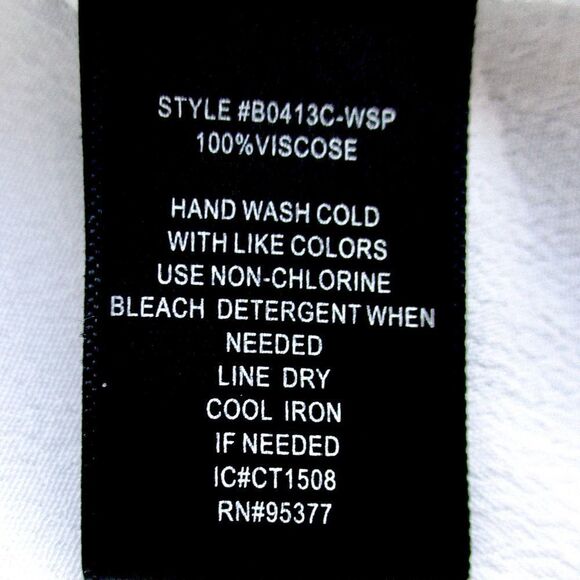 STYLE #B0413C-WSP
100%VISCOSE
HAND WASH COLD
WITH LIKE COLORS
USE NON-CHLORINE
BLEACH DETERGENT WHEN
NEEDED
LINE DRY
COOL IRON
IF NEEDED
IC#CT1508
RN#95377